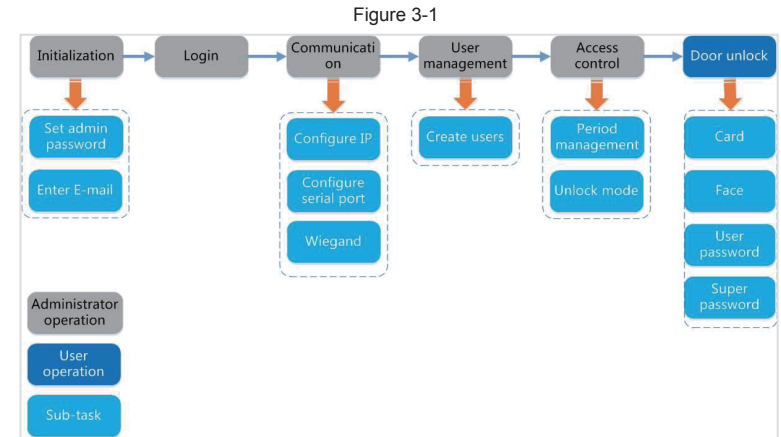 Figure 3-1
Initialization
Login
Communicati
on
User
management
Access
control
Door unlock
Set admin
password
Enter E-mail
Configure IP
Configure
serial port
Wiegand
Create users
Period
management
Unlock mode
Card
Face
User
password
Super
password
Administrator
operation
User
operation
Sub-task